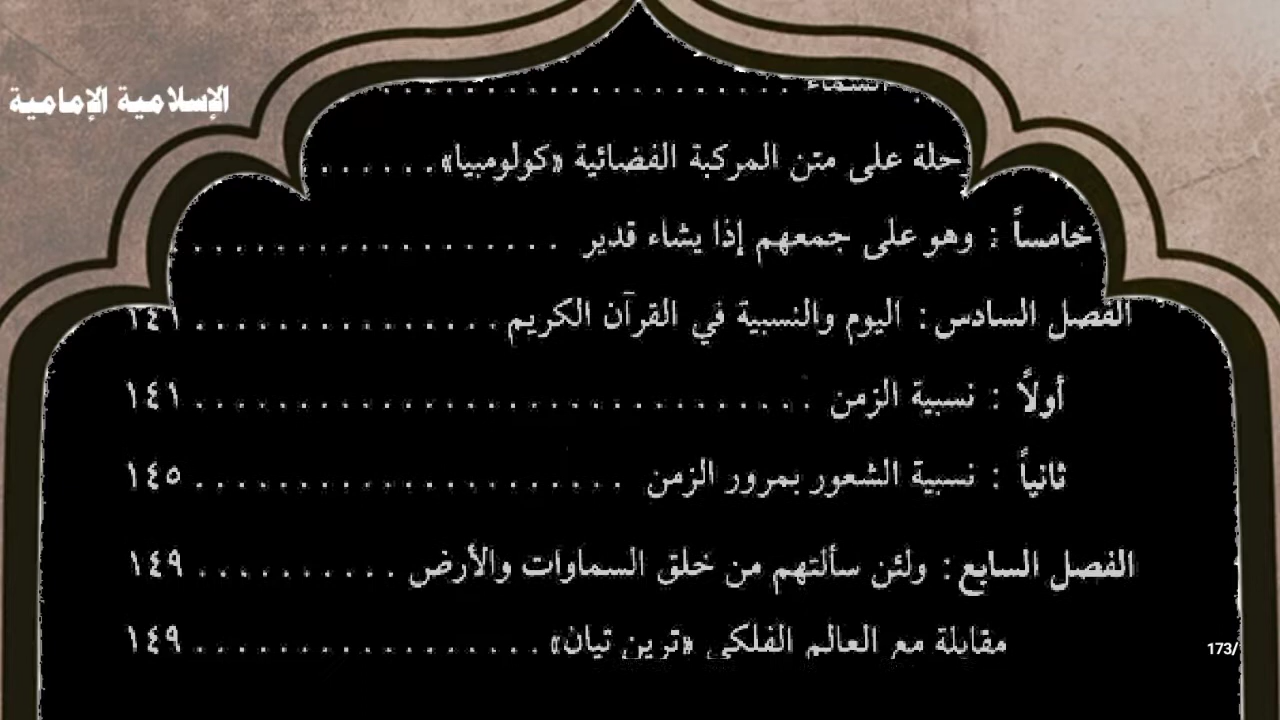 الإسلامية الإمامية
السماء . . . . . . . . . . . . . . . . . . . .
حلة على متن المركبة الفضائية «كولومبيا» . . . . . .
خامساً : وهو على جمعهم إذا يشاء قدير . . . . . . . . . . . . . . . . . .
الفصل السادس : اليوم والنسبية في القرآن الكريم . . . . . . . . . . . . . . . ١٤١
أولاً : نسبية الزمن . . . . . . . . . . . . . . . . . . . . . . . . . . . . . . ١٤١
ثانياً : نسبية الشعور بمرور الزمن . . . . . . . . . . . . . . . . . . . . . ١٤٥
الفصل السابع : ولئن سألتهم من خلق السماوات والأرض . . . . . . . . . . ١٤٩
مقابلة مع العالم الفلكي «ترين تيان» . . . . . . . . . . . . . . . . . ١٤٩
173/